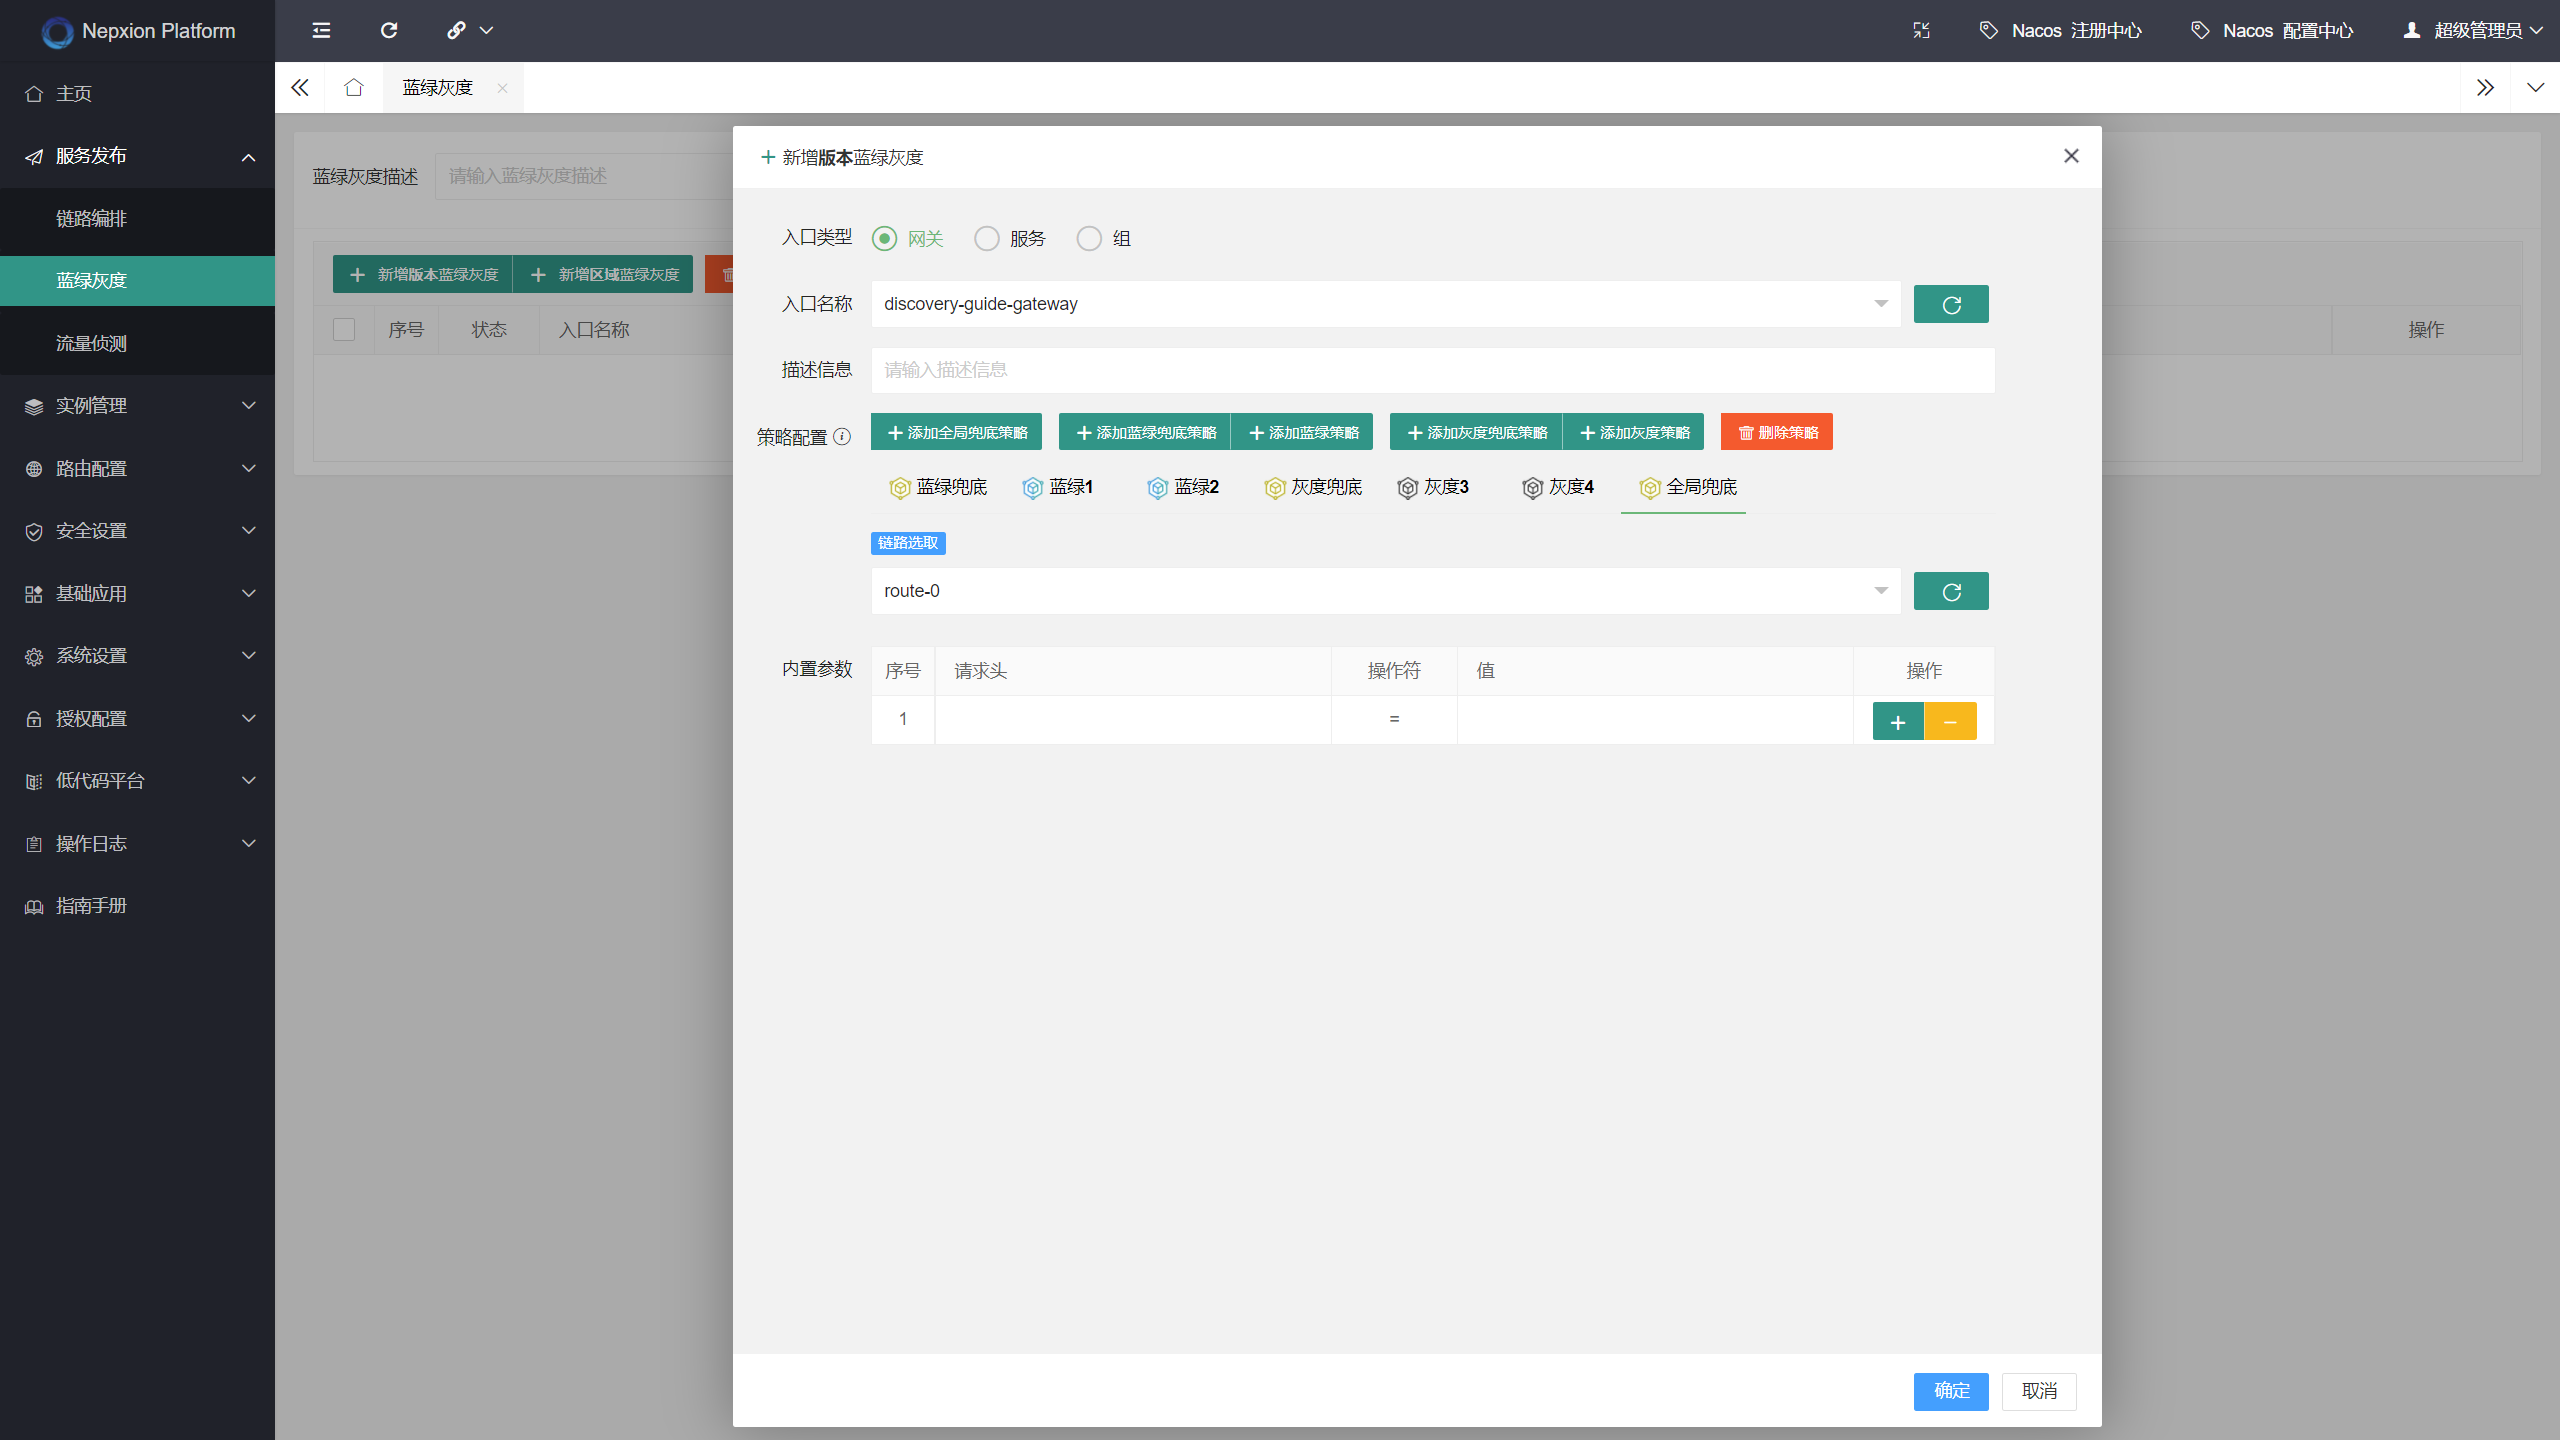 Nepxion Platform
Nacos 注册中心
Nacos 配置中心
超级管理员
主页
服务发布
链路编排
蓝绿灰度
流量侦测
实例管理
路由配置
安全设置
基础应用
系统设置
授权配置
低代码平台
操作日志
指南手册
蓝绿灰度
蓝绿灰度描述
请输入蓝绿灰度描述
新增版本蓝绿灰度
新增区域蓝绿灰度
序号
状态
入口名称
操作
新增版本蓝绿灰度
入口类型
网关
服务
组
入口名称
discovery-guide-gateway
描述信息
请输入描述信息
策略配置
添加全局兜底策略
添加蓝绿兜底策略
添加蓝绿策略
添加灰度兜底策略
添加灰度策略
删除策略
蓝绿兜底
蓝绿1
蓝绿2
灰度兜底
灰度3
灰度4
全局兜底
链路选取
route-0
内置参数
序号
请求头
操作符
值
操作
1
=
确定
取消